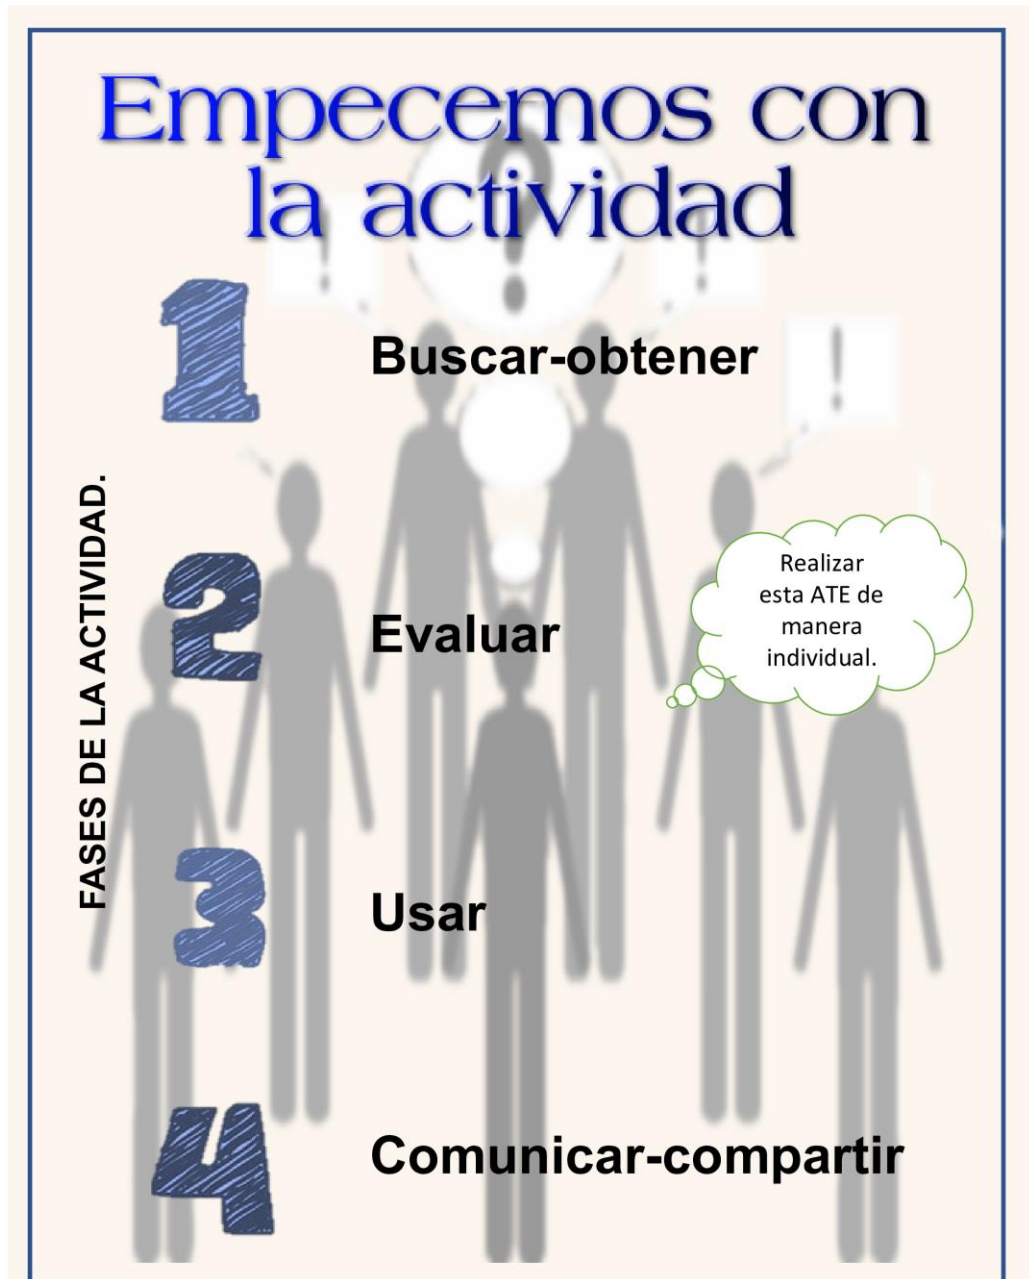 Empecemos con
la actividad
FASES DE LA ACTIVIDAD.
1
Buscar-obtener
2
Evaluar
Realizar
esta ATE de
manera
individual.
3
Usar
4
Comunicar-compartir